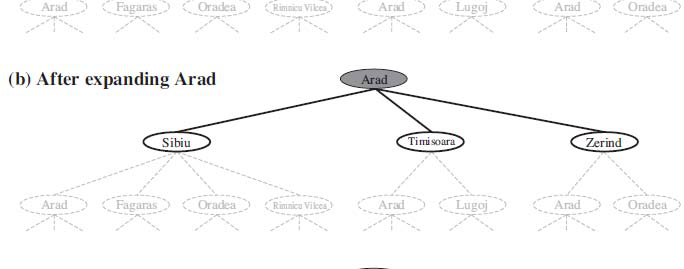 Arad Fagaras Oradea Rimnicu Vilcea Arad Lugoj Arad Oradea
(b) After expanding Arad
Arad
Sibiu Timisoara Zerind
Arad Fagaras Oradea Rimnicu Vilcea Arad Lugoj Arad Oradea